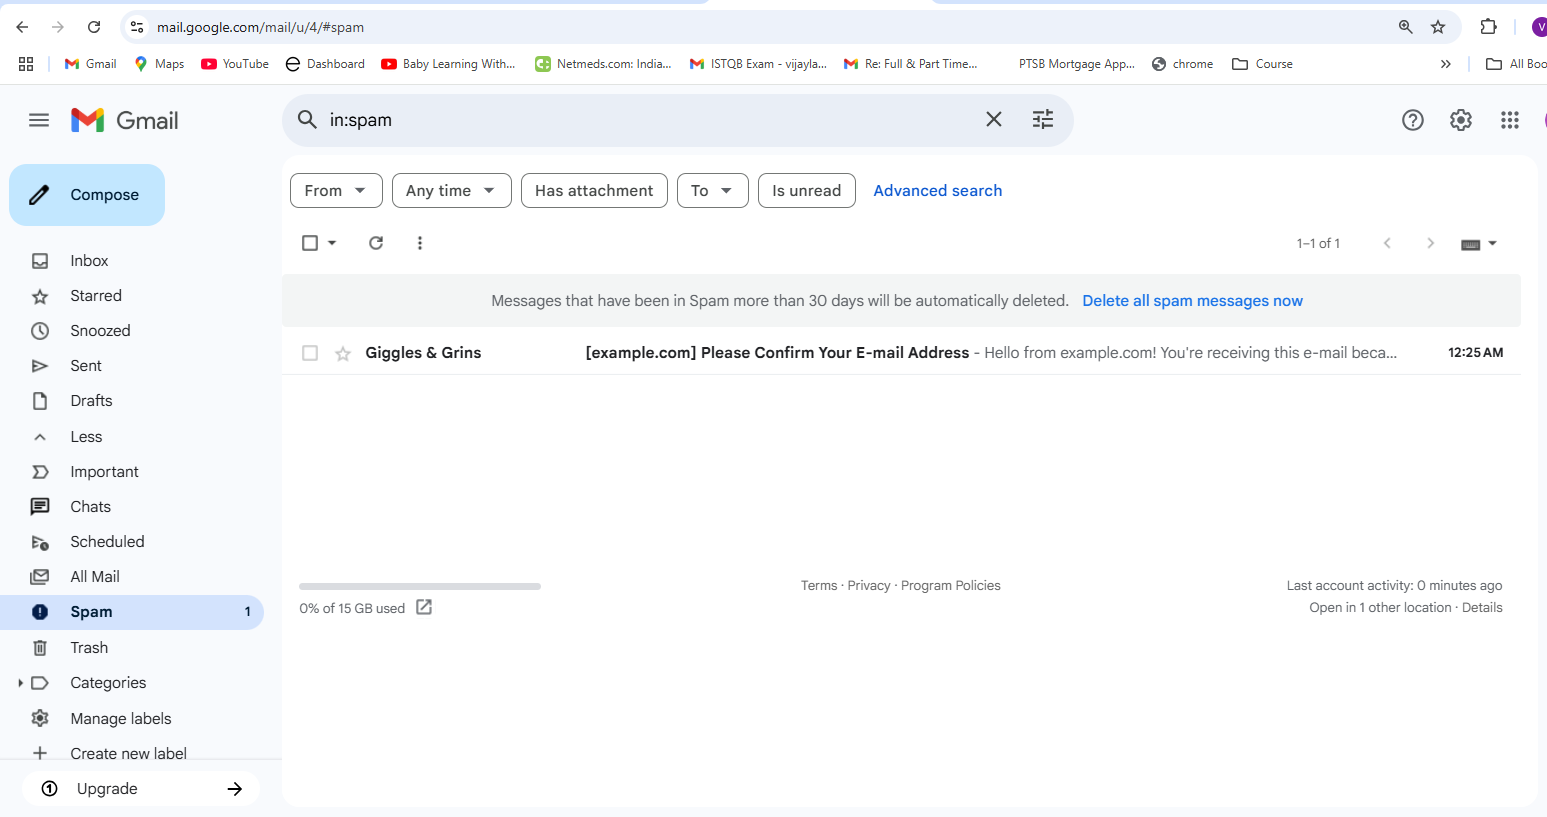 mail.google.com/mail/u/4/#spam
V
Gmail Maps YouTube Dashboard Baby Learning With... Netmeds.com: India... ISTQB Exam - vijayla... Re: Full & Part Time... PTSB Mortgage App... chrome Course » All Boo
Gmail
in:spam
Compose
From Any time Has attachment To Is unread Advanced search
1–1 of 1
Messages that have been in Spam more than 30 days will be automatically deleted. Delete all spam messages now
Giggles & Grins [example.com] Please Confirm Your E-mail Address - Hello from example.com! You're receiving this e-mail beca... 12:25 AM
Inbox
Starred
Snoozed
Sent
Drafts
Less
Important
Chats
Scheduled
All Mail
Spam 1
Trash
Categories
Manage labels
Create new label
Upgrade
0% of 15 GB used
Terms · Privacy · Program Policies
Last account activity: 0 minutes ago
Open in 1 other location · Details